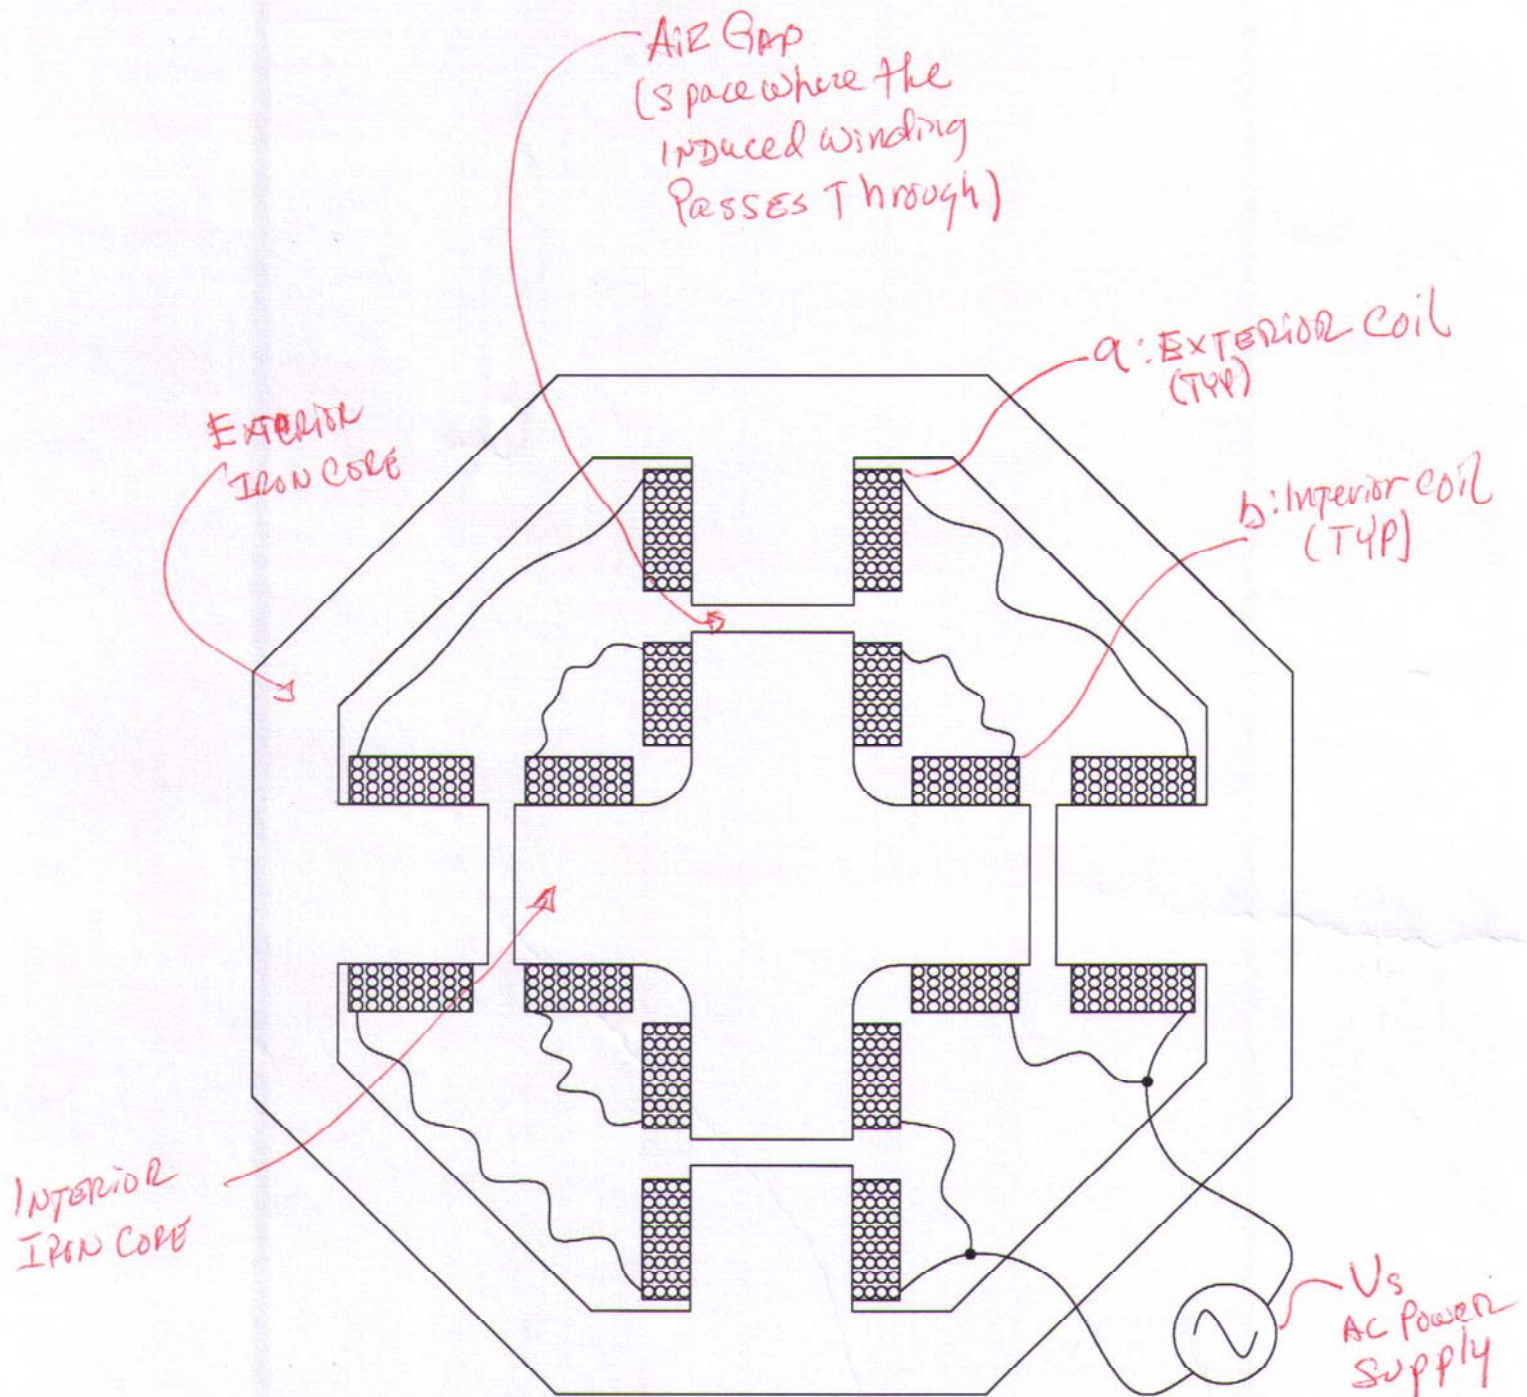 AIR GAP
(space where the
INDuced winding
PASSES Through)
a: EXTERIOR COIL
(TYP)
EXTERIOR
IRON CORE
b: Interior coil
(TYP)
INTERIOR
IRON CORE
Vs
AC Power
Supply